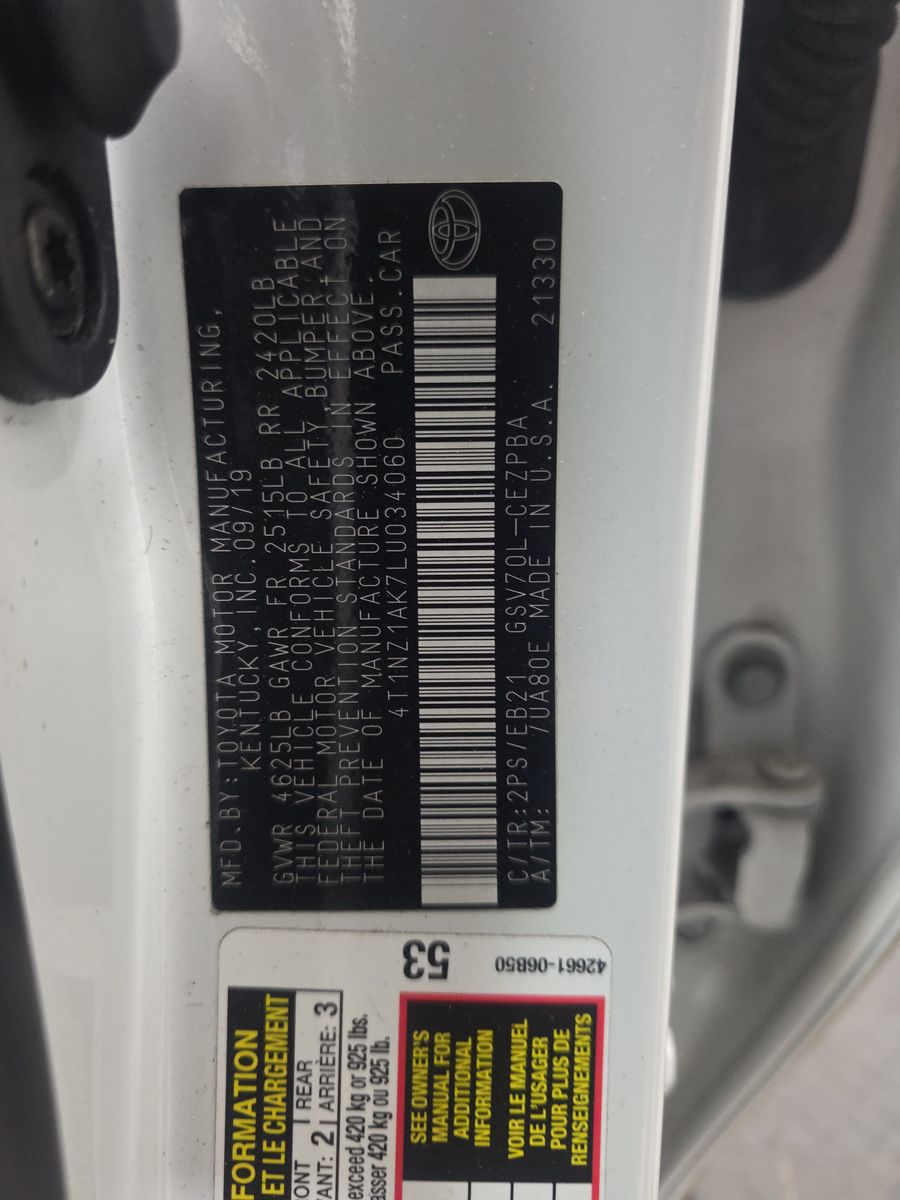 MFD.BY:TOYOTA MOTOR MANUFACTURING,
KENTUCKY,INC.09/19
GVWR 4625LB GAWR FR 2515LB RR 2420LB
THIS VEHICLE CONFORMS TO ALL APPLICABLE
FEDERAL MOTOR VEHICLE SAFETY,BUMPER,AND
THEFT PREVENTION STANDARDS IN EFFECT ON
THE DATE OF MANUFACTURE SHOWN ABOVE.
4T1NZ1AK7LU034060 PASS.CAR
C/TR:2PS/EB21 GSV70L-CEZPBA
A/TM: /UA80E MADE IN U.S.A. 21330
53
42661-06B50
FORMATION
ET LE CHARGEMENT
ONT | REAR
ANT: 2 | ARRIÈRE: 3
exceed 420 kg or 925 lbs.
asser 420 kg ou 925 lb.
SEE OWNER'S
MANUAL FOR
ADDITIONAL
INFORMATION
VOIR LE MANUEL
DE L'USAGER
POUR PLUS DE
RENSEIGNEMENTS